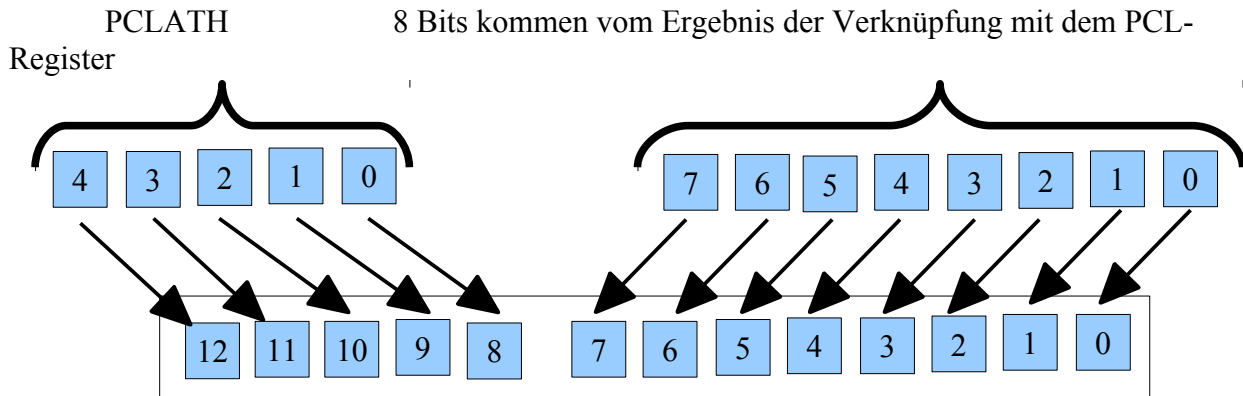 PCLATH 8 Bits kommen vom Ergebnis der Verknüpfung mit dem PCL-
Register
4 3 2 1 0 7 6 5 4 3 2 1 0
12 11 10 9 8 7 6 5 4 3 2 1 0